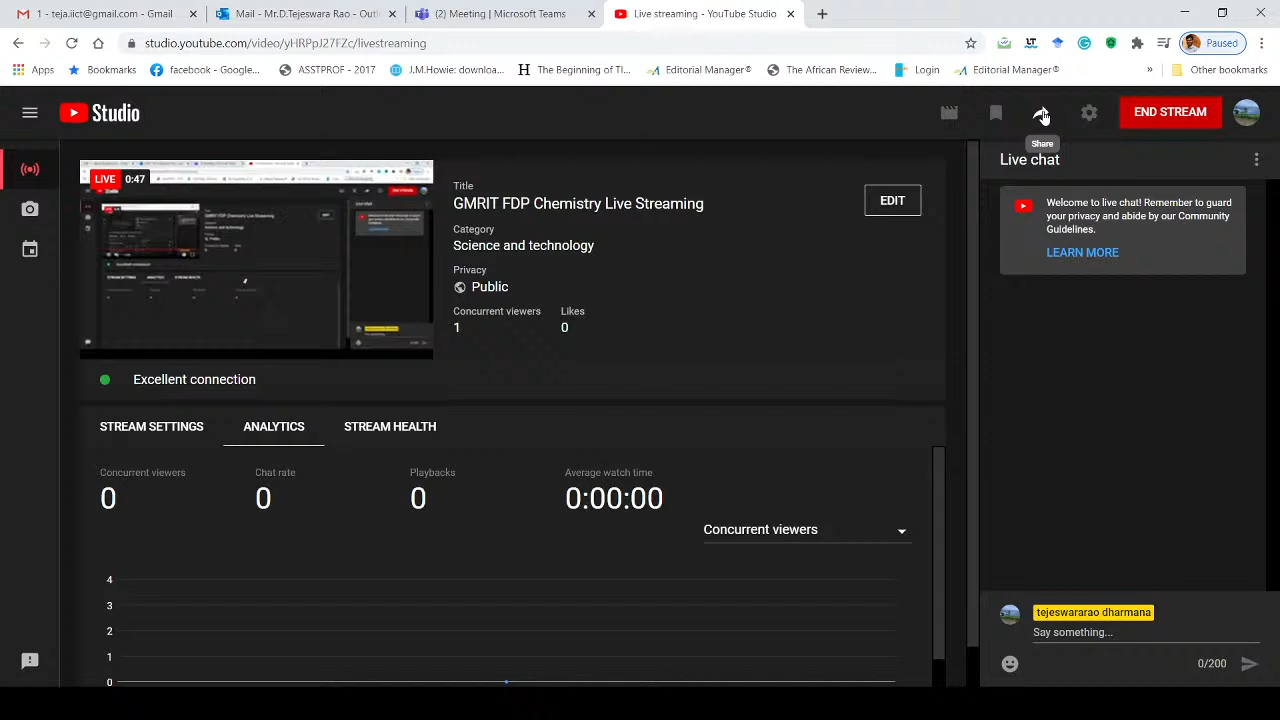 1 - teja.iict@gmail.com - Gmail
Mail - Mr.D.Tejeswara Rao - Outl
(2) Meeting | Microsoft Teams
Live streaming - YouTube Studio
studio.youtube.com/video/yHRPpJ27FZc/livestreaming
Paused
Apps
Bookmarks
facebook - Google...
ASSTPROF - 2017
J.M.Howie: downloa...
The Beginning of TI...
Editorial Manager®
The African Review...
Login
Editorial Manager®
»
Other bookmarks
Studio
END STREAM
Share
LIVE 0:47
Title
GMRIT FDP Chemistry Live Streaming
EDIT
Category
Science and technology
Privacy
Public
Concurrent viewers
Likes
1
0
Excellent connection
STREAM SETTINGS
ANALYTICS
STREAM HEALTH
Concurrent viewers
Chat rate
Playbacks
Average watch time
0
0
0
0:00:00
Concurrent viewers
4
3
2
1
0
Live chat
Welcome to live chat! Remember to guard
your privacy and abide by our Community
Guidelines.
LEARN MORE
tejeswararao dharmana
Say something...
0/200